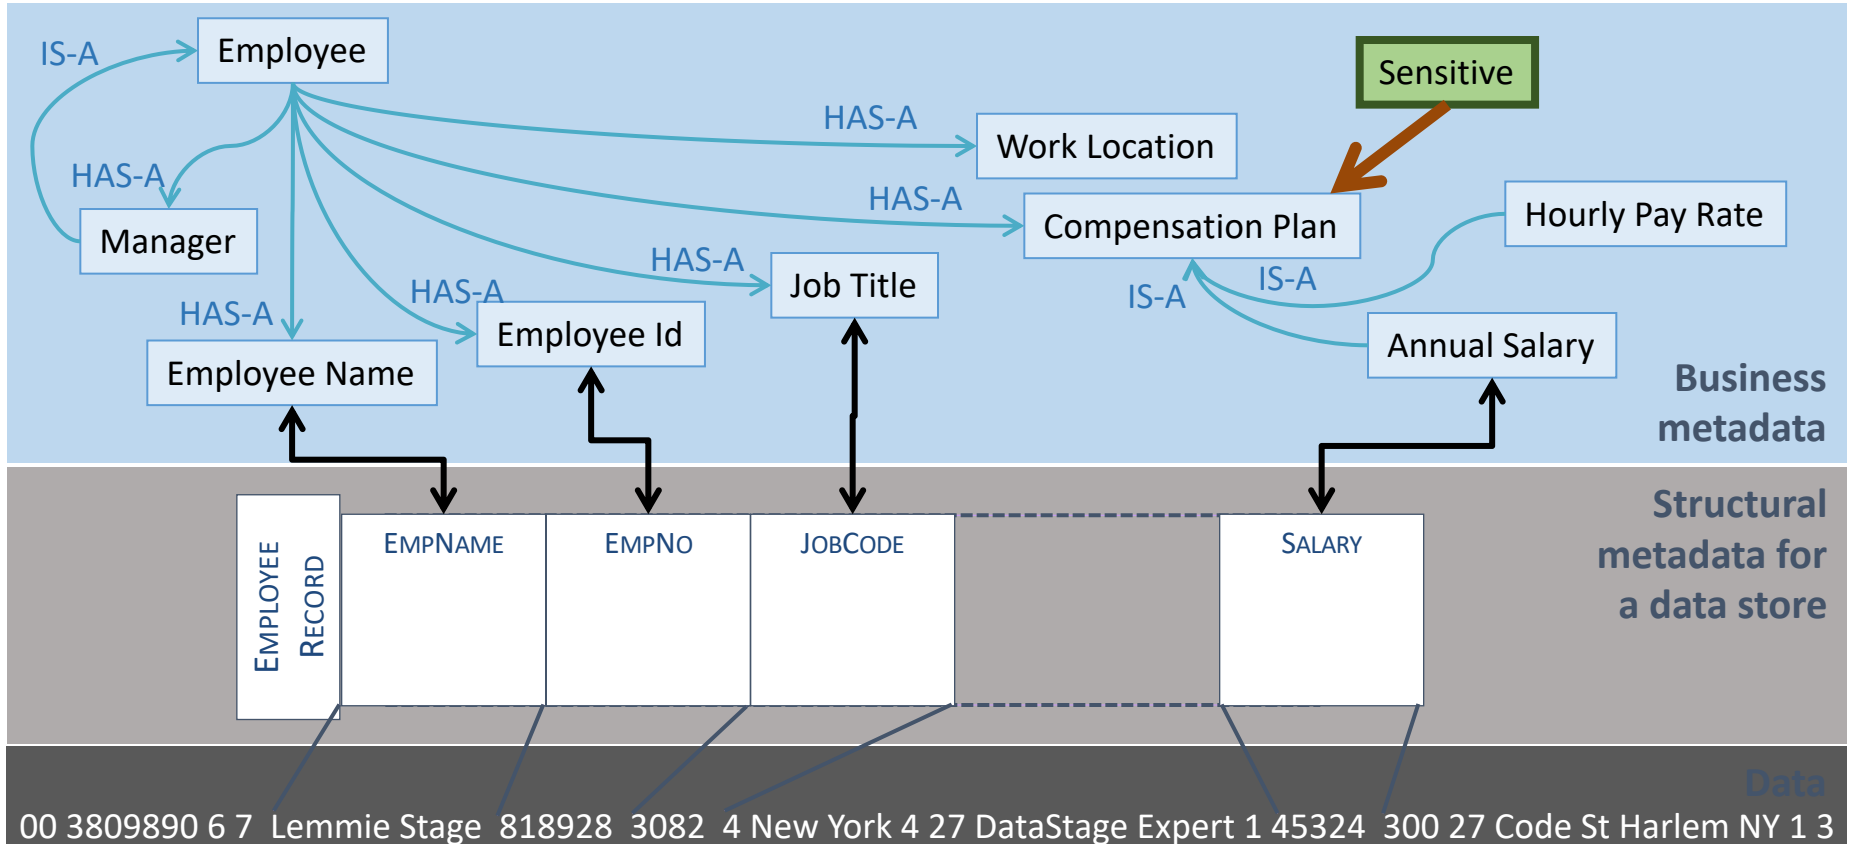 IS-A
Employee
Sensitive
HAS-A
Work Location
HAS-A
HAS-A
Manager
Compensation Plan
Hourly Pay Rate
HAS-A
Job Title
IS-A
IS-A
HAS-A
HAS-A
Employee Id
Employee Name
Annual Salary
Business
metadata
Structural
metadata for
a data store
EMPLOYEE
RECORD
EMPNAME
EMPNO
JOBCODE
SALARY
Data
00 3809890 6 7 Lemmie Stage 818928 3082 4 New York 4 27 DataStage Expert 1 45324 300 27 Code St Harlem NY 1 3